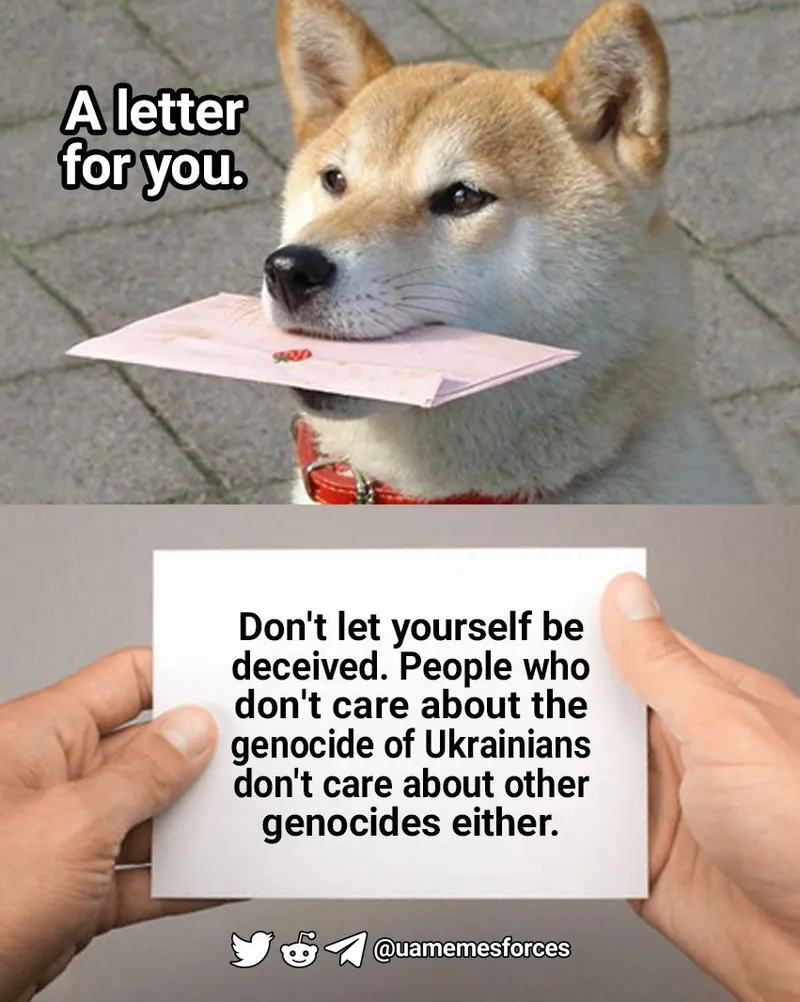 A letter
for you.
Don't let yourself be
deceived. People who
don't care about the
genocide of Ukrainians
don't care about other
genocides either.
@uamemesforces